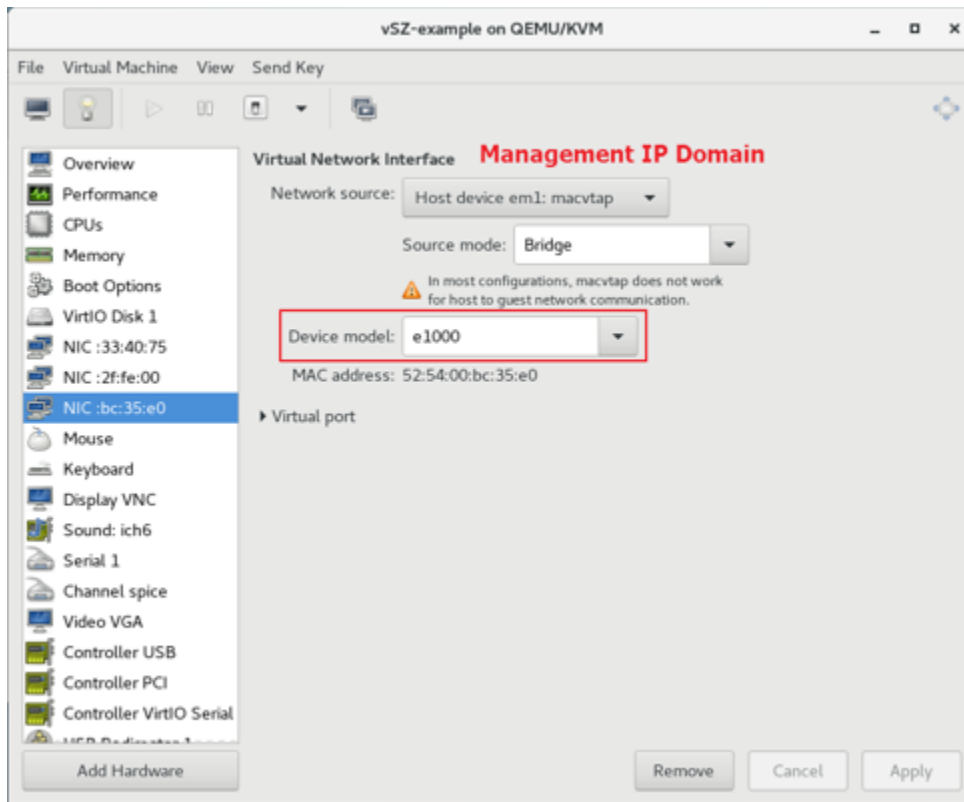 vSZ-example on QEMU/KVM
File Virtual Machine View Send Key
Overview
Performance
CPUs
Memory
Boot Options
VirtIO Disk 1
NIC :33:40:75
NIC :2f:fe:00
NIC :bc:35:e0
Mouse
Keyboard
Display VNC
Sound: ich6
Serial 1
Channel spice
Video VGA
Controller USB
Controller PCI
Controller VirtIO Serial
Add Hardware
Virtual Network Interface Management IP Domain
Network source: Host device em1: macvtap
Source mode: Bridge
In most configurations, macvtap does not work
for host to guest network communication.
Device model: e1000
MAC address: 52:54:00:bc:35:e0
Virtual port
Remove Cancel Apply